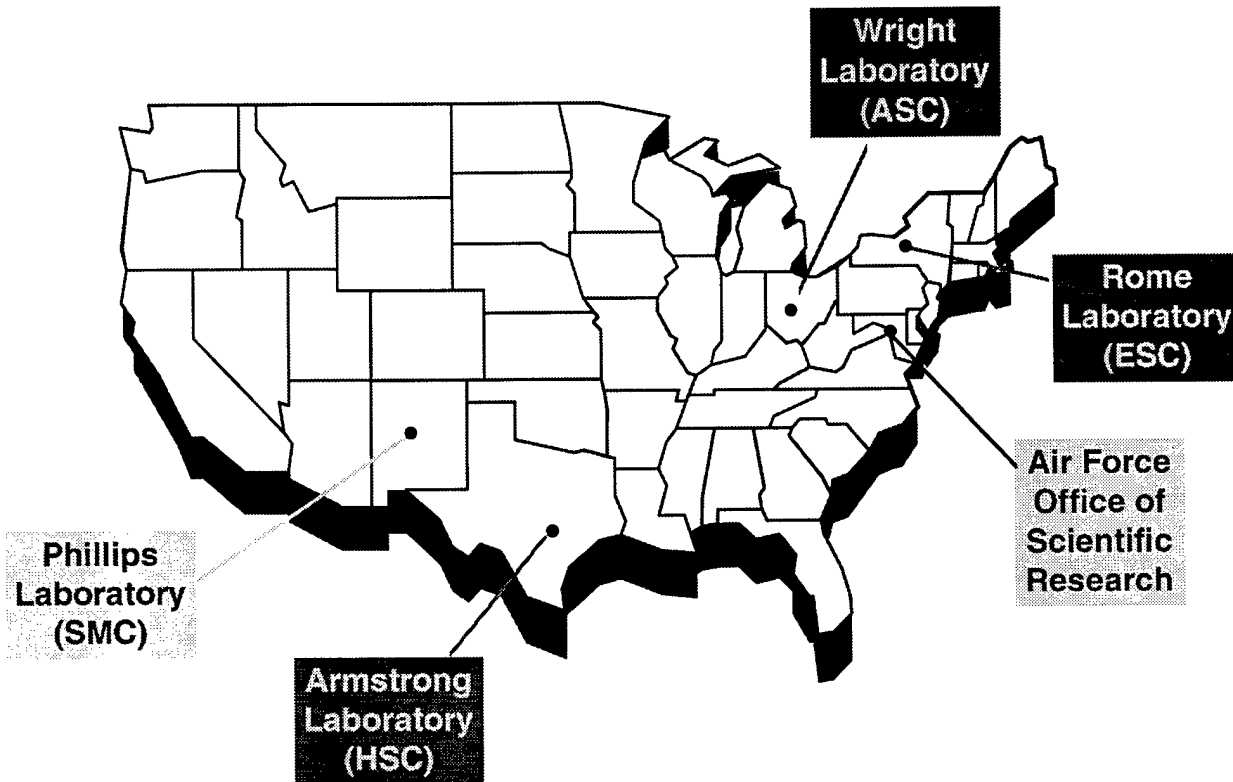 Wright
Laboratory
(ASC)
Rome
Laboratory
(ESC)
Air Force
Office of
Scientific
Research
Phillips
Laboratory
(SMC)
Armstrong
Laboratory
(HSC)